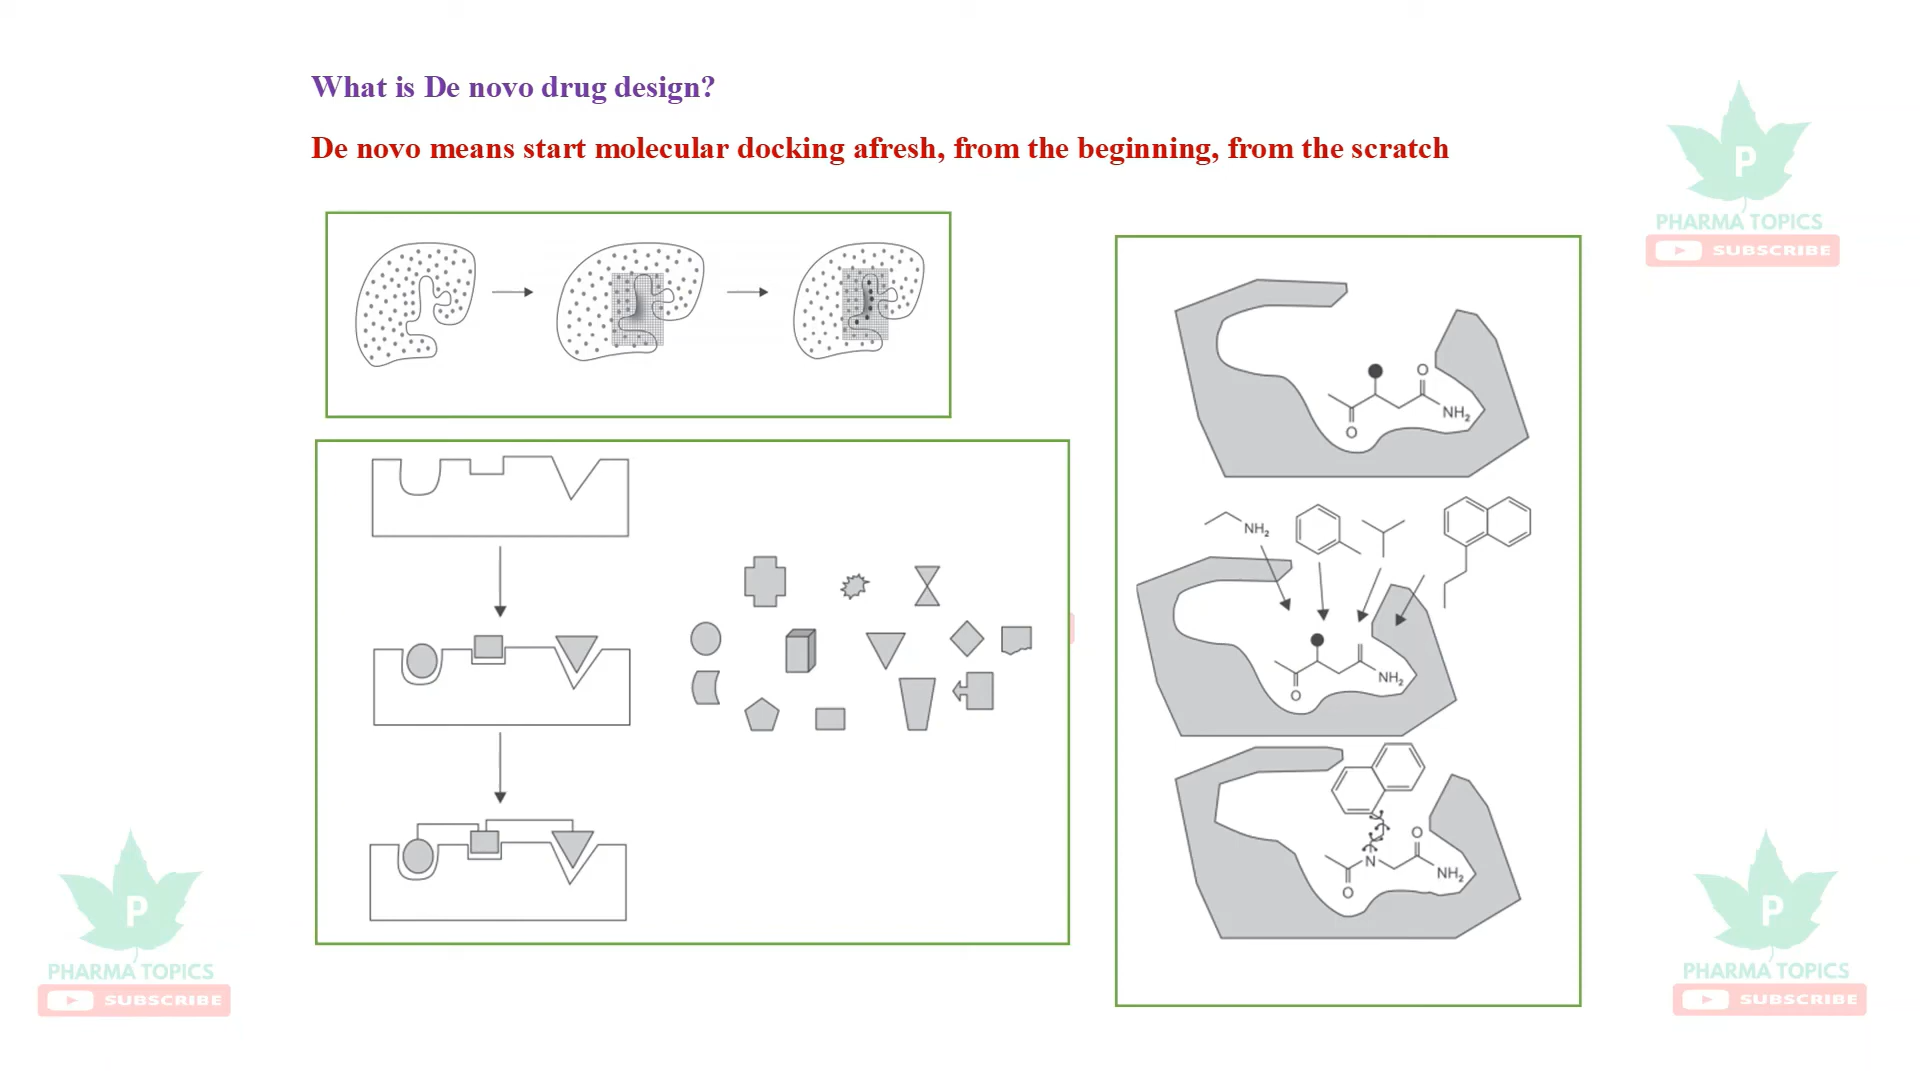 What is De novo drug design?
De novo means start molecular docking afresh, from the beginning, from the scratch
P
PHARMA TOPICS
SUBSCRIBE
O
NH2
O
NH2
NH2
O
O
N
NH2
O
P
PHARMA TOPICS
SUBSCRIBE
P
PHARMA TOPICS
SUBSCRIBE